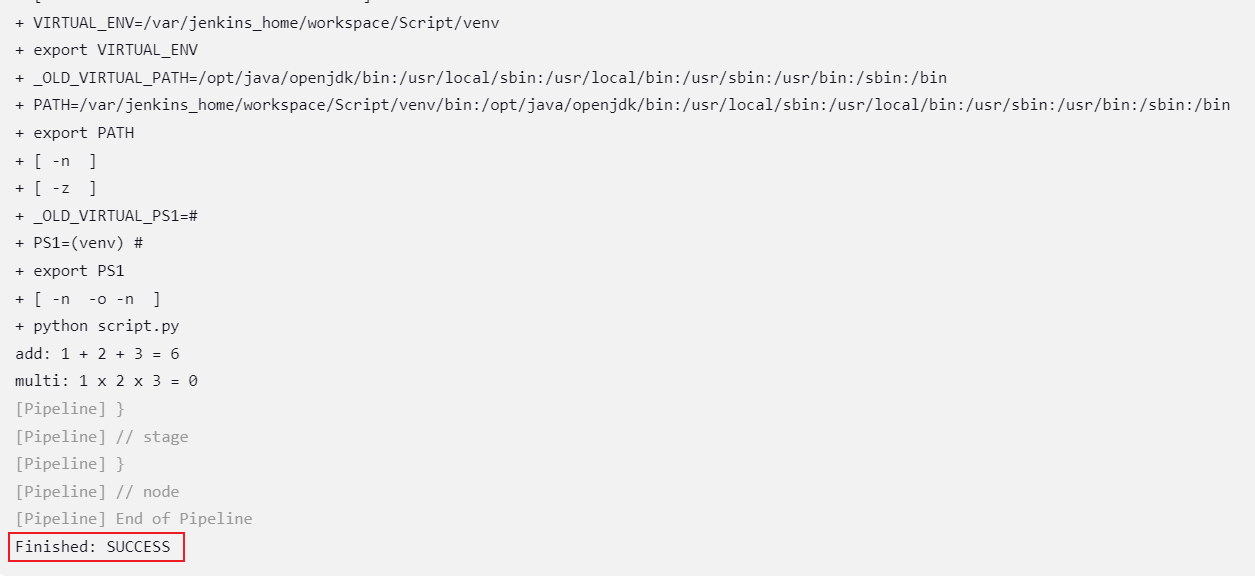 + VIRTUAL_ENV=/var/jenkins_home/workspace/Script/venv
+ export VIRTUAL_ENV
+ _OLD_VIRTUAL_PATH=/opt/java/openjdk/bin:/usr/local/sbin:/usr/local/bin:/usr/sbin:/usr/bin:/sbin:/bin
+ PATH=/var/jenkins_home/workspace/Script/venv/bin:/opt/java/openjdk/bin:/usr/local/sbin:/usr/local/bin:/usr/sbin:/usr/bin:/sbin:/bin
+ export PATH
+ [ -n  ]
+ [ -z  ]
+ _OLD_VIRTUAL_PS1=#
+ PS1=(venv) #
+ export PS1
+ [ -n  -o -n  ]
+ python script.py
add: 1 + 2 + 3 = 6
multi: 1 x 2 x 3 = 0
[Pipeline] }
[Pipeline] // stage
[Pipeline] }
[Pipeline] // node
[Pipeline] End of Pipeline
Finished: SUCCESS